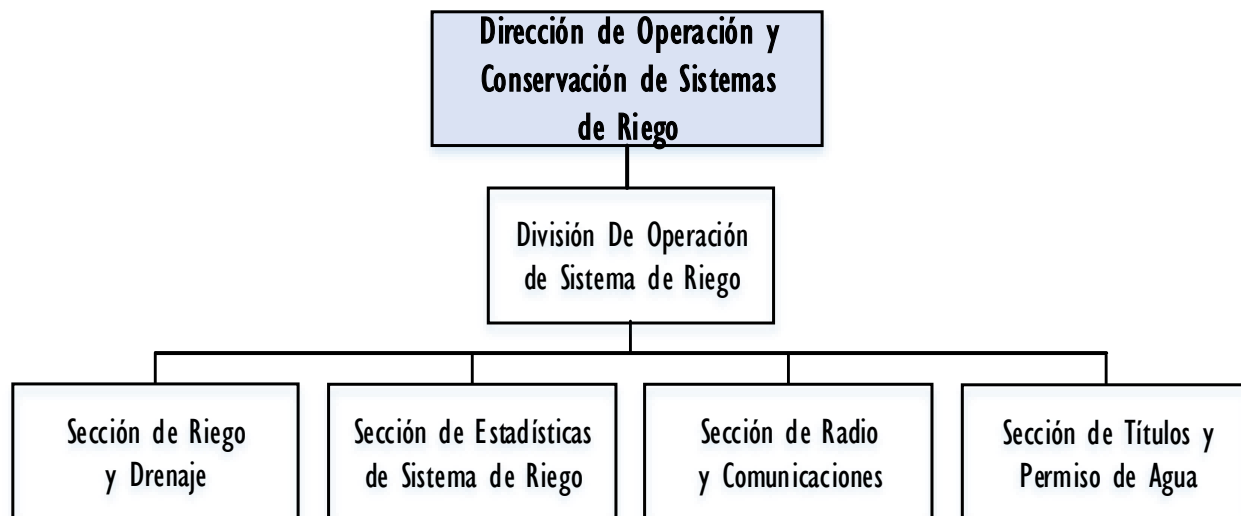 Dirección de Operación y
Conservación de Sistemas
de Riego
División De Operación
de Sistema de Riego
Sección de Riego
y Drenaje
Sección de Estadísticas
de Sistema de Riego
Sección de Radio
y Comunicaciones
Sección de Títulos y
Permiso de Agua